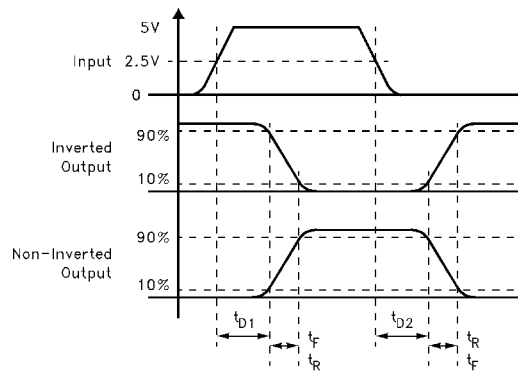 5V
Input 2.5V
0
90%
Inverted
Output
10%
90%
Non-Inverted
Output
10%
tD1 tF tD2 tR
tR tF